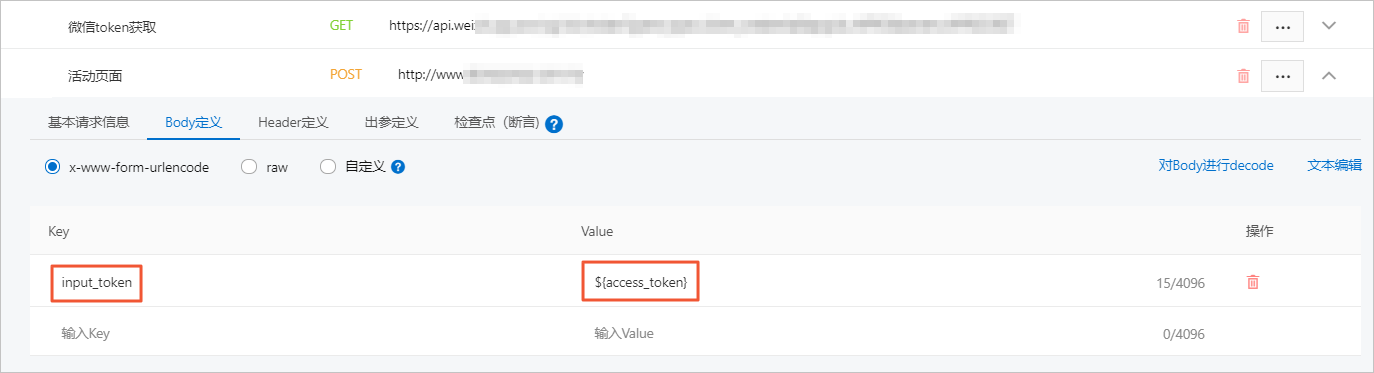 微信token获取 GET https://api.wei ...
活动页面 POST http://www ...
基本请求信息 Body定义 Header定义 出参定义 检查点（断言） ?
x-www-form-urlencode raw 自定义 ? 对Body进行decode 文本编辑
Key Value 操作
input_token ${access_token} 15/4096
输入Key 输入Value 0/4096